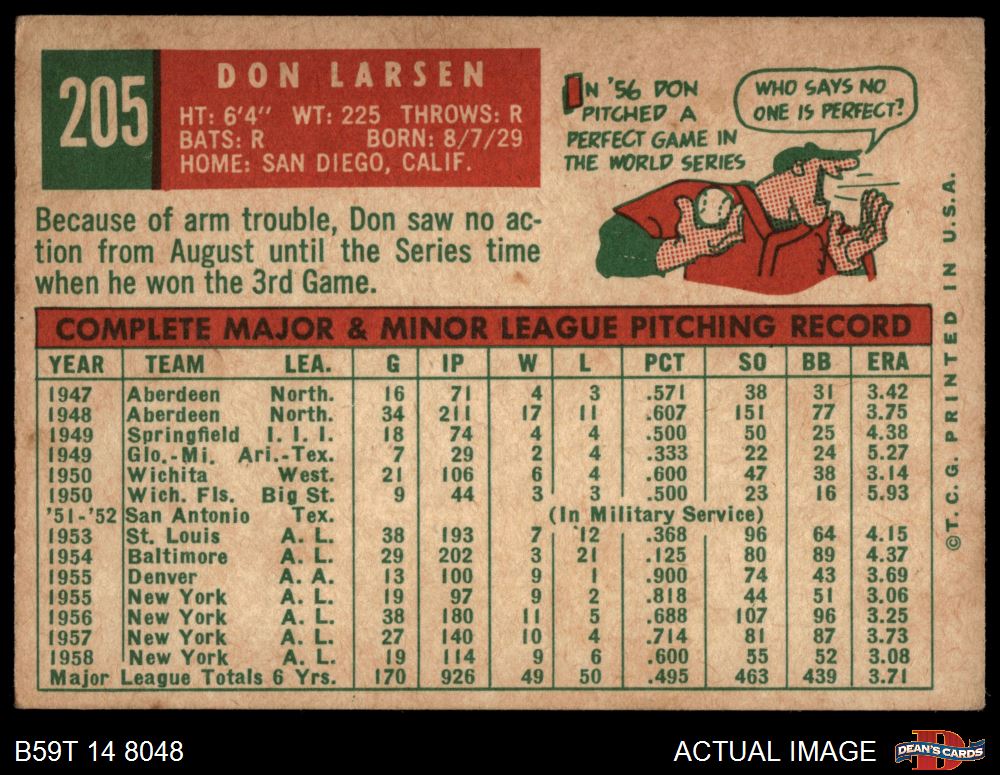 205
DON LARSEN
HT: 6'4" WT: 225 THROWS: R
BATS: R BORN: 8/7/29
HOME: SAN DIEGO, CALIF.
IN '56 DON
PITCHED A
PERFECT GAME IN
THE WORLD SERIES
WHO SAYS NO
ONE IS PERFECT?
Because of arm trouble, Don saw no ac-
tion from August until the Series time
when he won the 3rd Game.
COMPLETE MAJOR & MINOR LEAGUE PITCHING RECORD
YEAR TEAM LEA. G IP W L PCT SO BB ERA
1947 Aberdeen North. 16 71 4 3 .571 38 31 3.42
1948 Aberdeen North. 34 211 17 11 .607 151 77 3.75
1949 Springfield I. I. I. 18 74 4 4 .500 50 25 4.38
1949 Glo.-Mi. Ari.-Tex. 7 29 2 4 .333 22 24 5.27
1950 Wichita West. 21 106 6 4 .600 47 38 3.14
1950 Wich. Fls. Big St. 9 44 3 3 .500 23 16 5.93
'51-'52 San Antonio Tex. (In Military Service)
1953 St. Louis A. L. 38 193 7 12 .368 96 64 4.15
1954 Baltimore A. L. 29 202 3 21 .125 80 89 4.37
1955 Denver A. A. 13 100 9 1 .900 74 43 3.69
1955 New York A. L. 19 97 9 2 .818 44 51 3.06
1956 New York A. L. 38 180 11 5 .688 107 96 3.25
1957 New York A. L. 27 140 10 4 .714 81 87 3.73
1958 New York A. L. 19 114 9 6 .600 55 52 3.08
Major League Totals 6 Yrs. 170 926 49 50 .495 463 439 3.71
©T.C.G. PRINTED IN U.S.A.
B59T 14 8048
ACTUAL IMAGE
D
DEAN'S CARDS